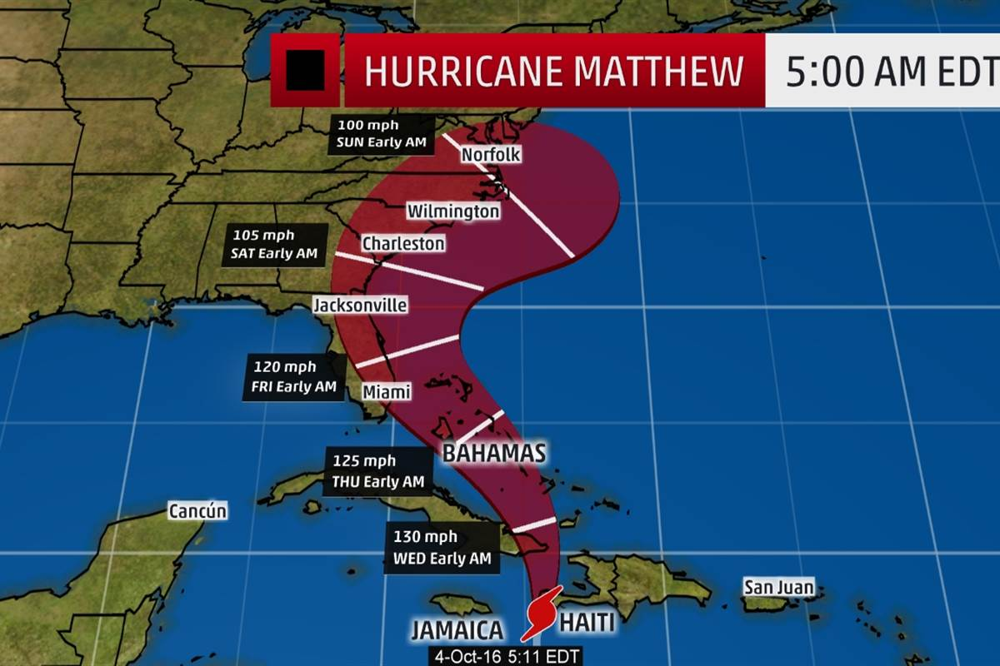 HURRICANE MATTHEW
5:00 AM EDT
100 mph
SUN Early AM
Norfolk
Wilmington
105 mph
SAT Early AM
Charleston
Jacksonville
120 mph
FRI Early AM
Miami
BAHAMAS
125 mph
THU Early AM
Cancún
130 mph
WED Early AM
San Juan
JAMAICA
HAITI
4-Oct-16 5:11 EDT